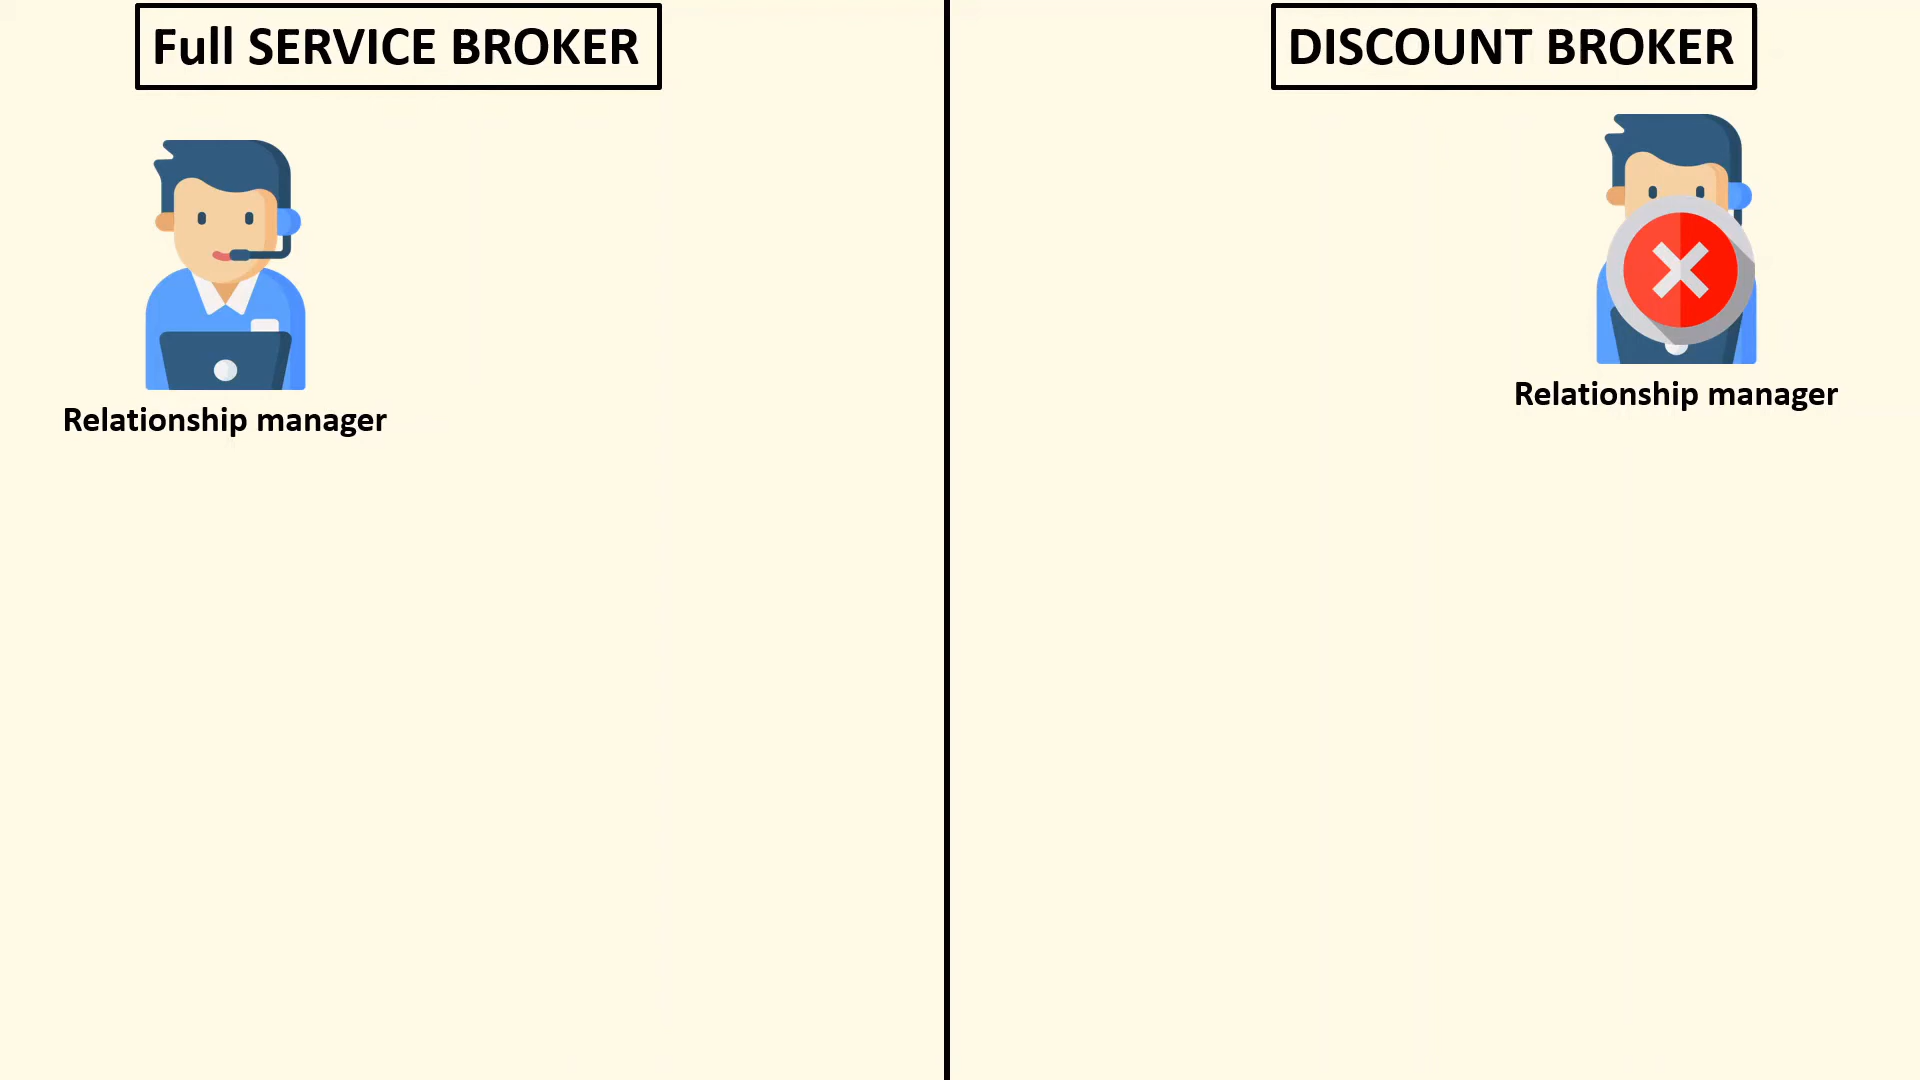 Full SERVICE BROKER
DISCOUNT BROKER
Relationship manager
Relationship manager